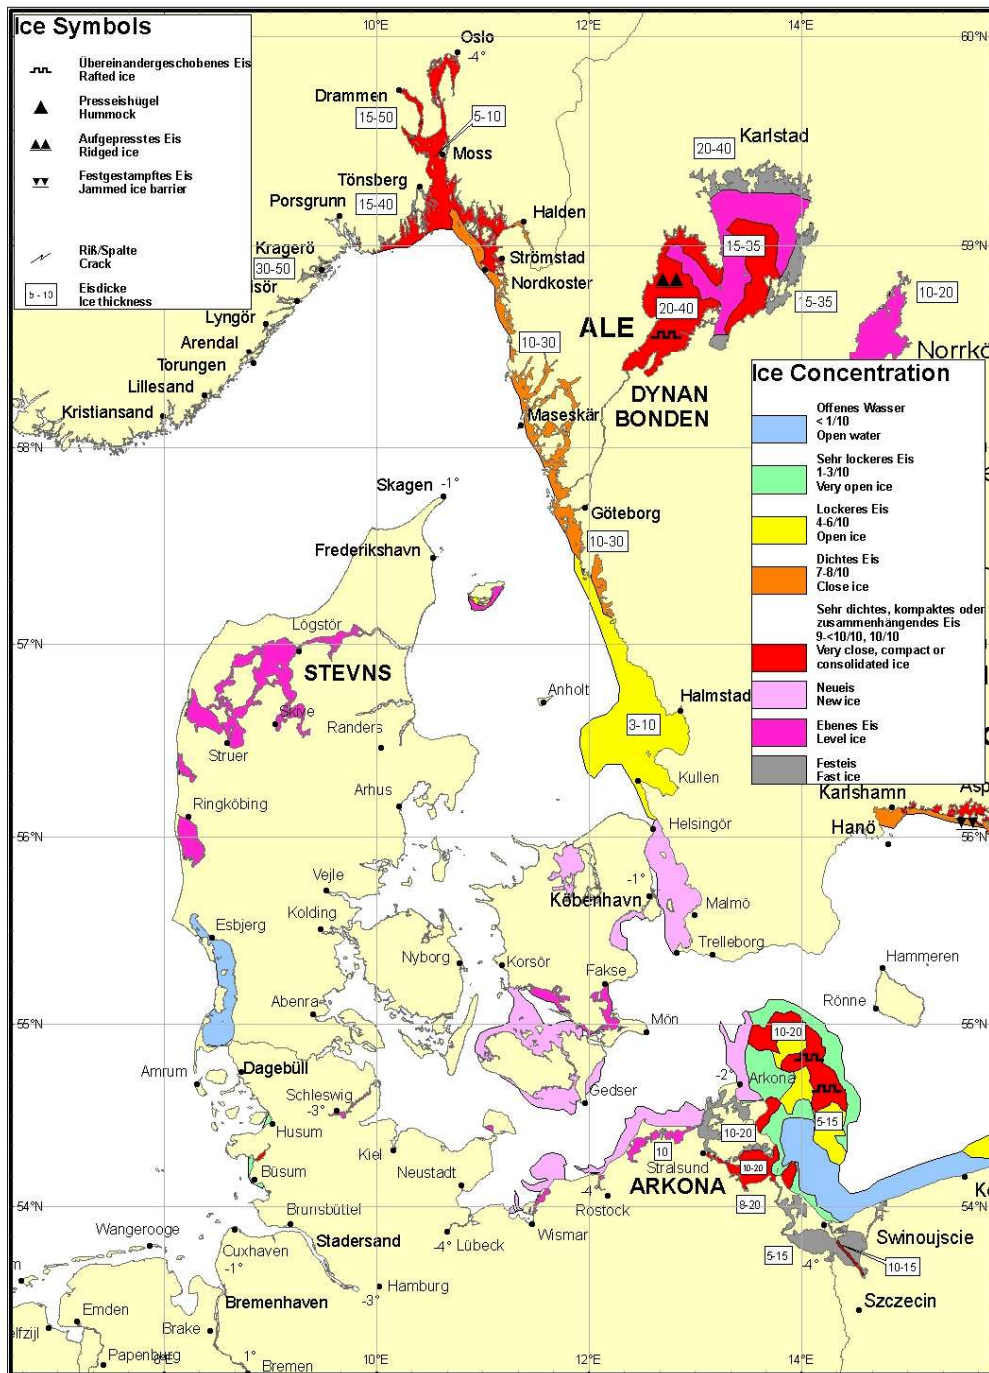 Ice Symbols
Übereinandergeschobenes Eis
Rafted ice
Presseishügel
Hummock
Aufgepresstes Eis
Ridged ice
Festgestampftes Eis
Jammed ice barrier
Riß/Spalte
Crack
5 - 10
Eisdicke
Ice thickness
10°E
12°E
14°E
60°N
Oslo
-4°
Drammen
15-50
5-10
Moss
Tönsberg
15-40
Porsgrunn
Halden
Kragerö
30-50
Strömstad
Nordkoster
Lyngör
Arendal
Torungen
Lillesand
Kristiansand
10-30
Maseskär
Karlstad
20-40
59°N
15-35
15-35
20-40
10-20
ALE
DYNAN
BONDEN
Norrkö
Ice Concentration
Offenes Wasser
< 1/10
Open water
Sehr lockeres Eis
1-3/10
Very open ice
Lockeres Eis
4-6/10
Open ice
Dichtes Eis
7-8/10
Close ice
Sehr dichtes, kompaktes oder
zusammenhängendes Eis
9-<10/10, 10/10
Very close, compact or
consolidated ice
Neueis
New ice
Ebenes Eis
Level ice
Festeis
Fast ice
58°N
Skagen
-1°
Göteborg
Frederikshavn
10-30
57°N
Lögstör
STEVNS
Anholt
Halmstad
Skive
Randers
3-10
Struer
Kullen
Ringköbing
Arhus
Karlshamn
Hanö
56°N
56°N
Helsingör
Vejle
-1°
Köbenhavn
Malmö
Kolding
Esbjerg
Trelleborg
Nyborg
Korsör
Fakse
Hammeren
Abenra
Rönne
55°N
55°N
Mön
10-20
Amrum
Dagebüll
Gedser
-2°
Arkona
Schleswig
-3°
5-15
Husum
10-20
Kiel
10
Büsum
Neustadt
Stralsund
10-20
ARKONA
-4°
Rostock
8-20
54°N
54°N
Brunsbüttel
Wismar
Wangerooge
Cuxhaven
Stadersand
-4°
Lübeck
Swinoujscie
5-15
-4°
10-15
-1°
Hamburg
-3°
Bremenhaven
Szczecin
Emden
Brake
Papenburg
1°
Bremen
10°E
12°E
14°E